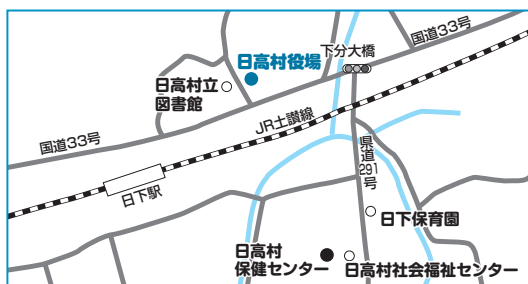 国道33号
下分大橋
日高村役場
日高村立
図書館
JR土讃線
国道33号
日下駅
県道291号
日下保育園
日高村
保健センター
日高村社会福祉センター